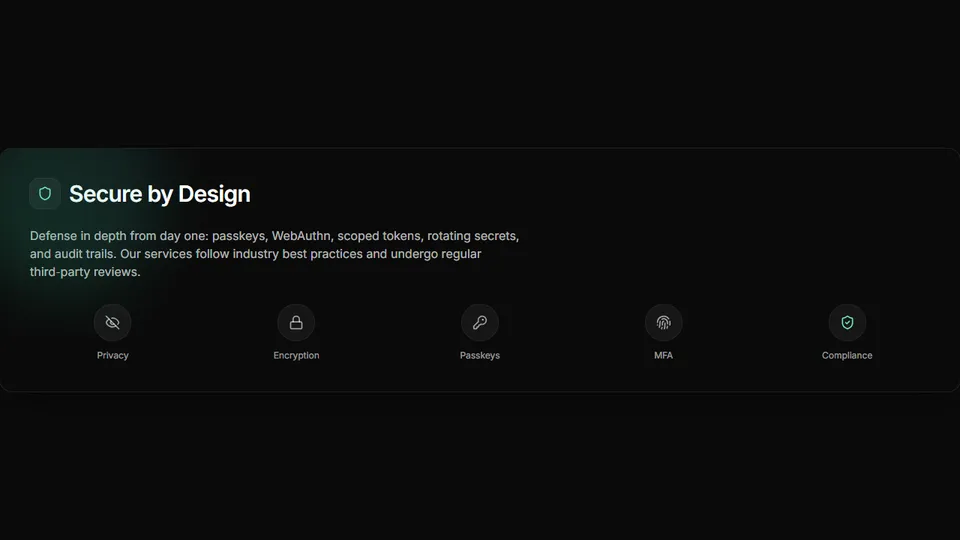 Secure by Design
Defense in depth from day one: passkeys, WebAuthn, scoped tokens, rotating secrets,
and audit trails. Our services follow industry best practices and undergo regular
third-party reviews.
Privacy
Encryption
Passkeys
MFA
Compliance